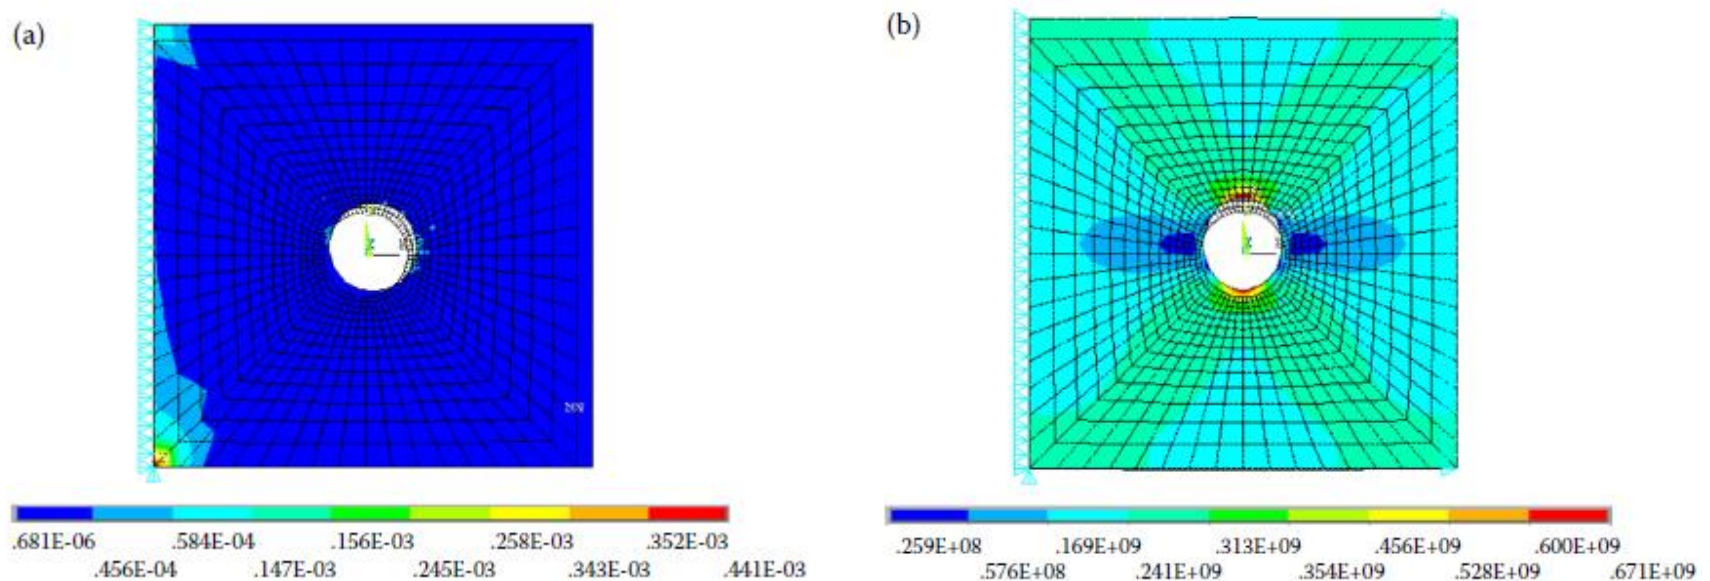 (a)
(b)
.681E-06 .584E-04 .156E-03 .258E-03 .352E-03
.456E-04 .147E-03 .245E-03 .343E-03 .441E-03
.259E+08 .169E+09 .313E+09 .456E+09 .600E+09
.576E+08 .241E+09 .354E+09 .528E+09 .671E+09